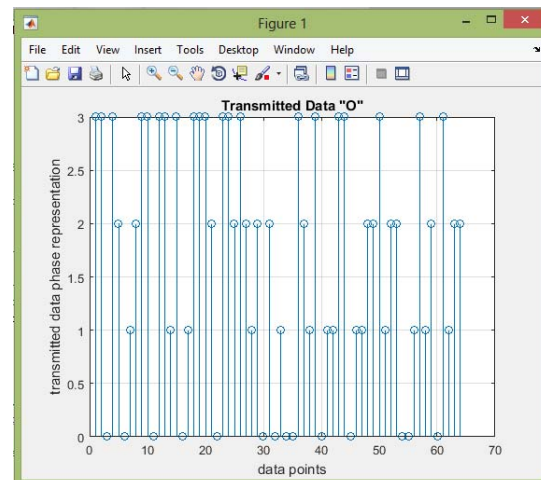 Figure 1
File Edit View Insert Tools Desktop Window Help
Transmitted Data "O"
transmitted data phase representation
3
2.5
2
1.5
1
0.5
0
0 10 20 30 40 50 60 70
data points